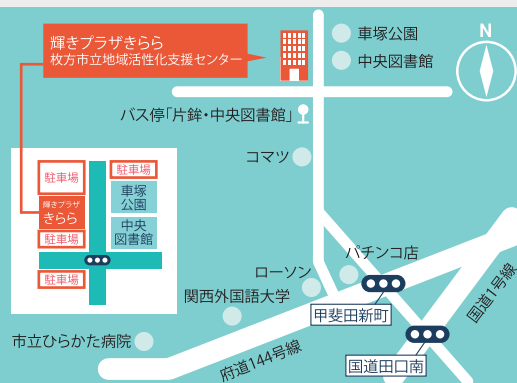 輝きプラザきらら
枚方市立地域活性化支援センター
車塚公園
中央図書館
N
バス停「片鉾・中央図書館」
コマツ
駐車場
駐車場
車塚
公園
輝きプラザ
きらら
中央
図書館
駐車場
駐車場
パチンコ店
ローソン
関西外国語大学
甲斐田新町
国道1号線
市立ひらかた病院
府道144号線
国道田口南